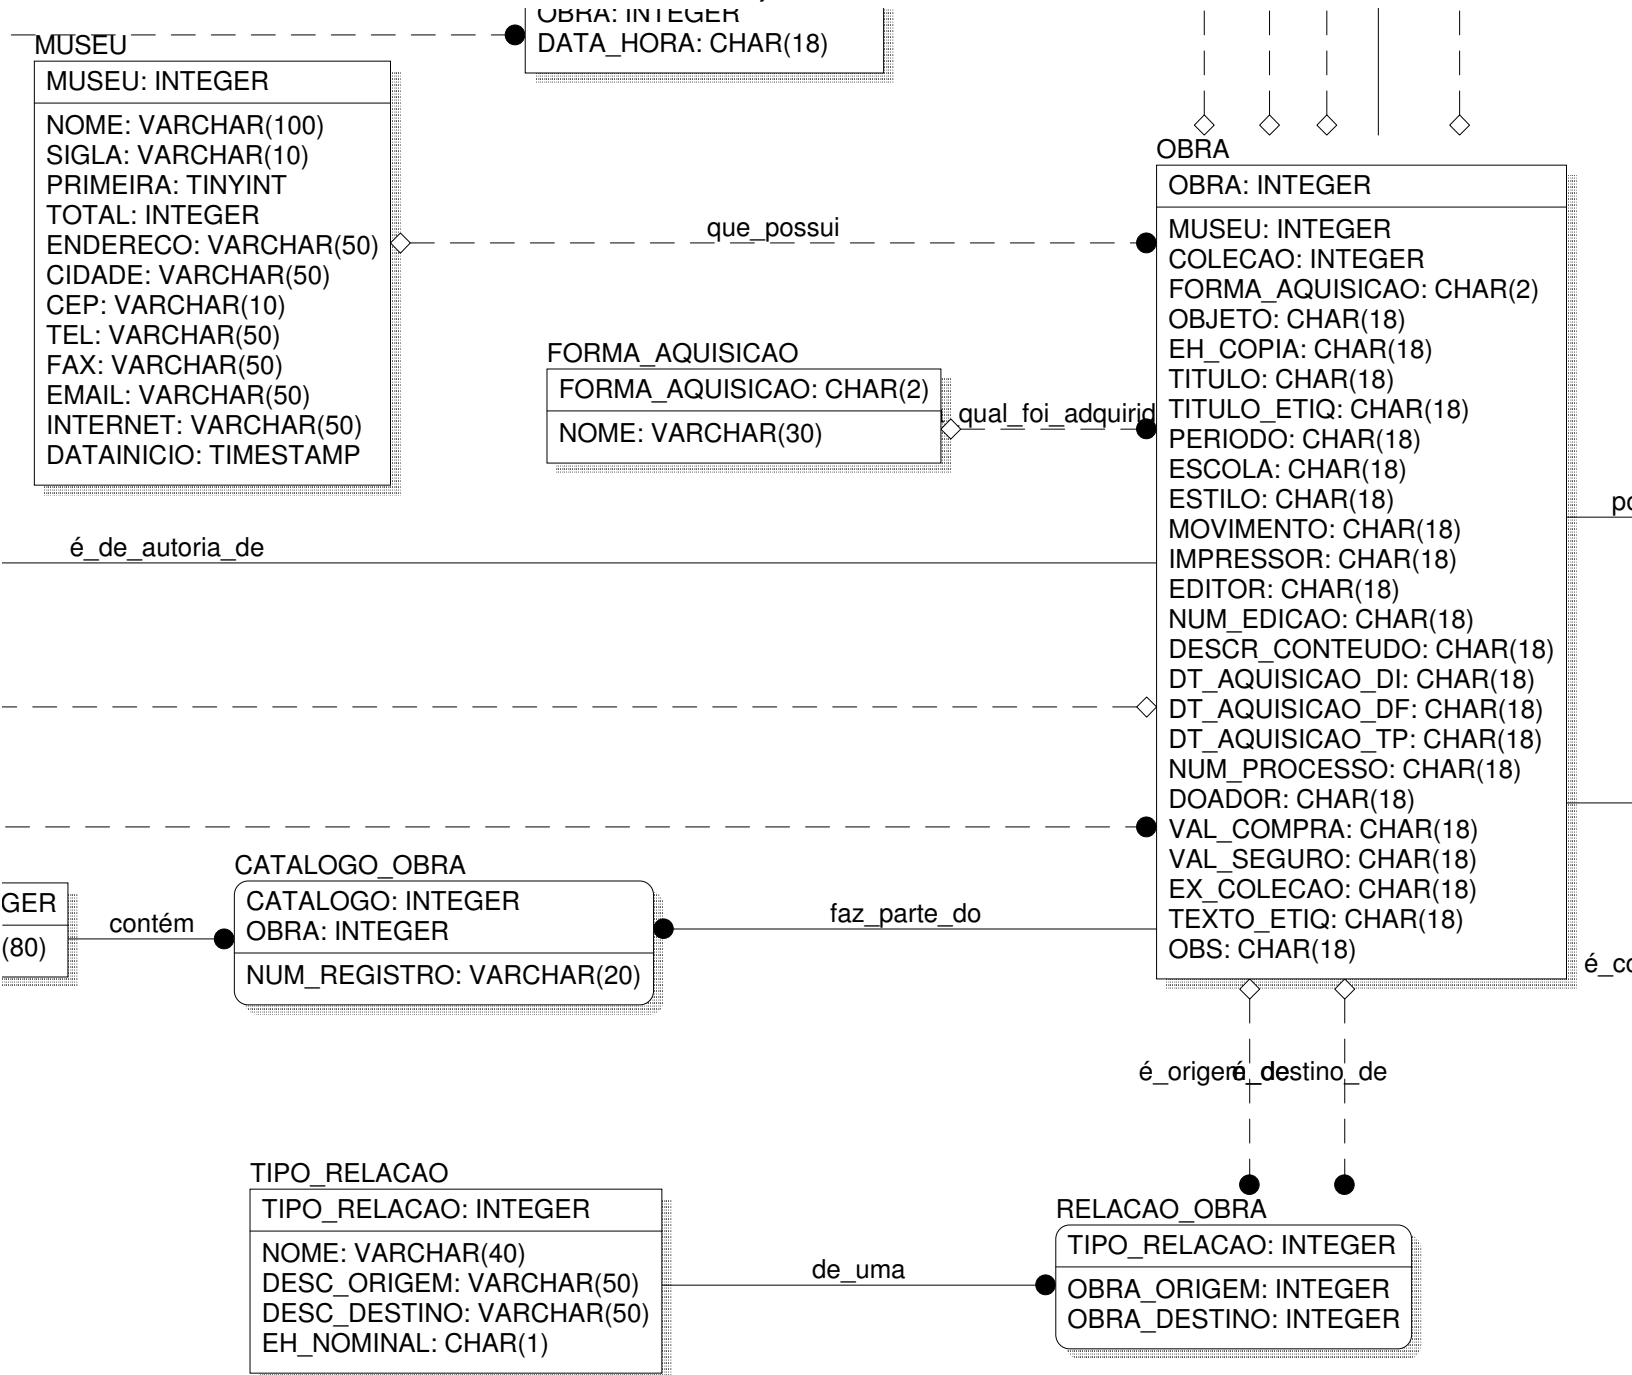 OBRA: INTEGER
DATA_HORA: CHAR(18)
MUSEU
MUSEU: INTEGER
NOME: VARCHAR(100)
SIGLA: VARCHAR(10)
PRIMEIRA: TINYINT
TOTAL: INTEGER
ENDERECO: VARCHAR(50)
CIDADE: VARCHAR(50)
CEP: VARCHAR(10)
TEL: VARCHAR(50)
FAX: VARCHAR(50)
EMAIL: VARCHAR(50)
INTERNET: VARCHAR(50)
DATAINICIO: TIMESTAMP
que_possui
FORMA_AQUISICAO
FORMA_AQUISICAO: CHAR(2)
NOME: VARCHAR(30)
_qual_foi_adquirid
OBRA
OBRA: INTEGER
MUSEU: INTEGER
COLECAO: INTEGER
FORMA_AQUISICAO: CHAR(2)
OBJETO: CHAR(18)
EH_COPIA: CHAR(18)
TITULO: CHAR(18)
TITULO_ETIQ: CHAR(18)
PERIODO: CHAR(18)
ESCOLA: CHAR(18)
ESTILO: CHAR(18)
MOVIMENTO: CHAR(18)
IMPRESSOR: CHAR(18)
EDITOR: CHAR(18)
NUM_EDICAO: CHAR(18)
DESCR_CONTEUDO: CHAR(18)
DT_AQUISICAO_DI: CHAR(18)
DT_AQUISICAO_DF: CHAR(18)
DT_AQUISICAO_TP: CHAR(18)
NUM_PROCESSO: CHAR(18)
DOADOR: CHAR(18)
VAL_COMPRA: CHAR(18)
VAL_SEGURO: CHAR(18)
EX_COLECAO: CHAR(18)
TEXTO_ETIQ: CHAR(18)
OBS: CHAR(18)
po
é_co
é_de_autoria_de
GER
(80)
contém
CATALOGO_OBRA
CATALOGO: INTEGER
OBRA: INTEGER
NUM_REGISTRO: VARCHAR(20)
faz_parte_do
é_origem_de
é_destino_de
TIPO_RELACAO
TIPO_RELACAO: INTEGER
NOME: VARCHAR(40)
DESC_ORIGEM: VARCHAR(50)
DESC_DESTINO: VARCHAR(50)
EH_NOMINAL: CHAR(1)
de_uma
RELACAO_OBRA
TIPO_RELACAO: INTEGER
OBRA_ORIGEM: INTEGER
OBRA_DESTINO: INTEGER